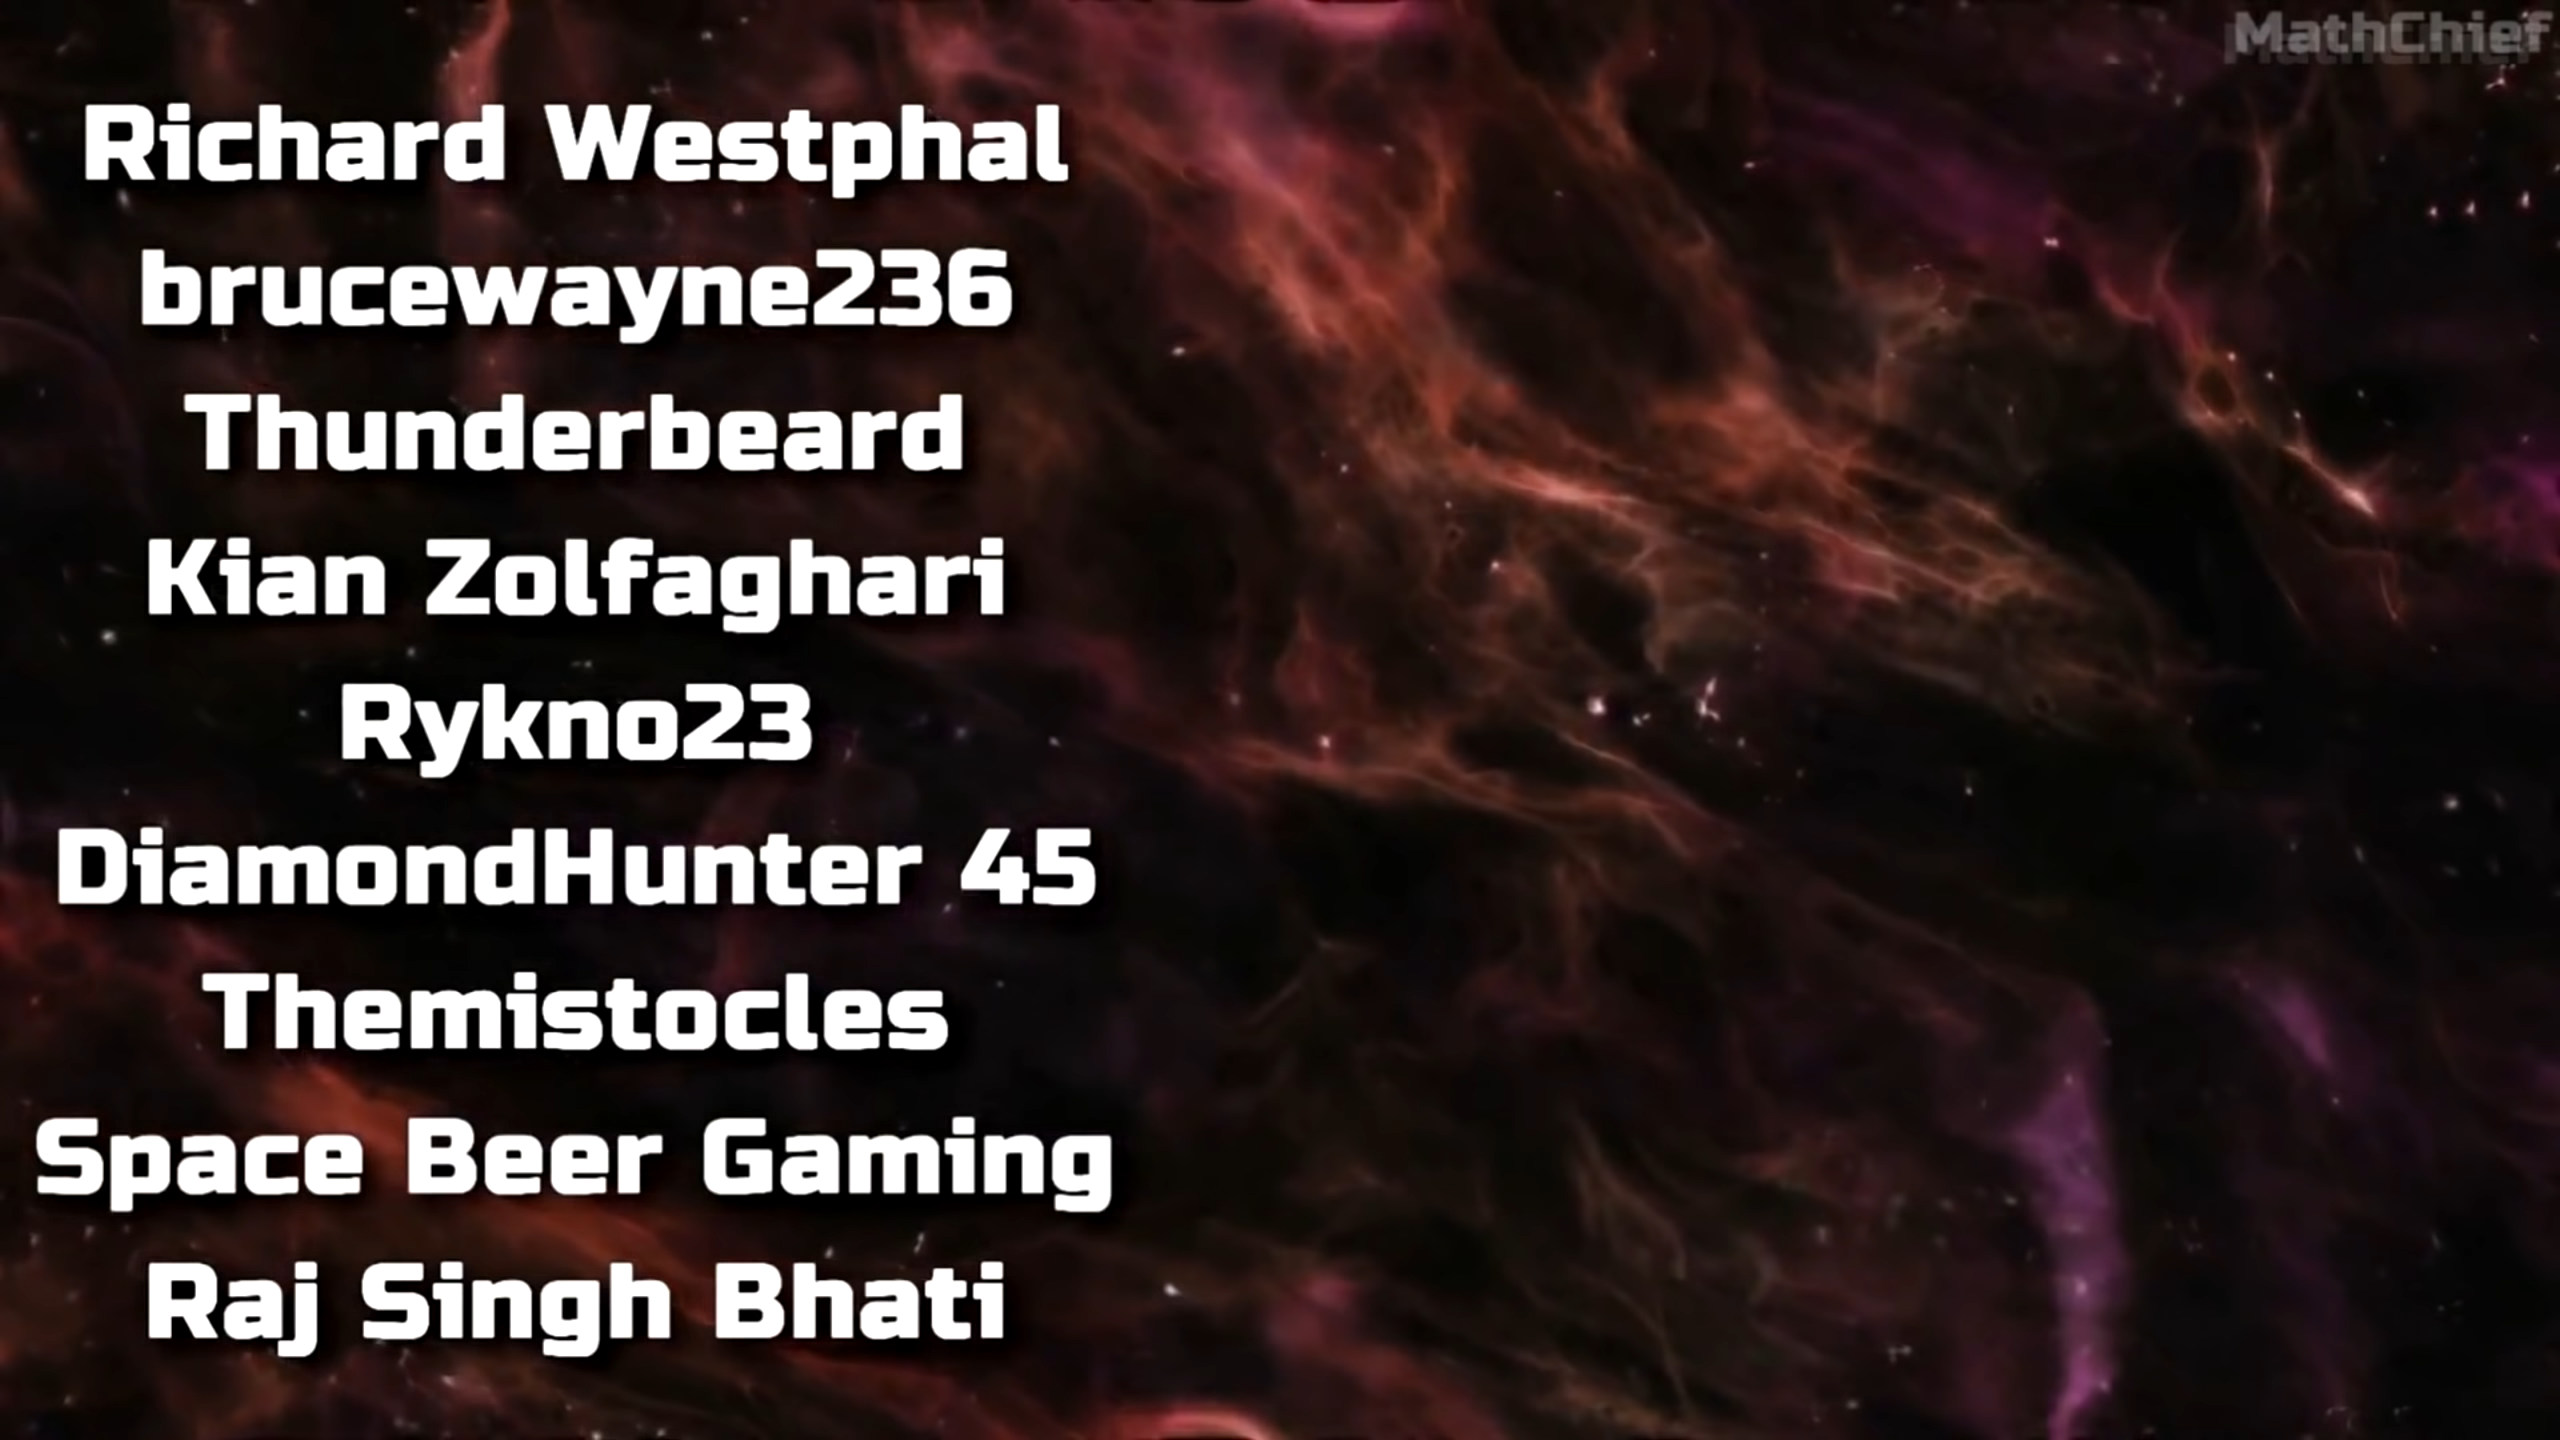 MathChief
Richard Westphal
brucewayne236
Thunderbeard
Kian Zolfaghari
Rykno23
DiamondHunter 45
Themistocles
Space Beer Gaming
Raj Singh Bhati